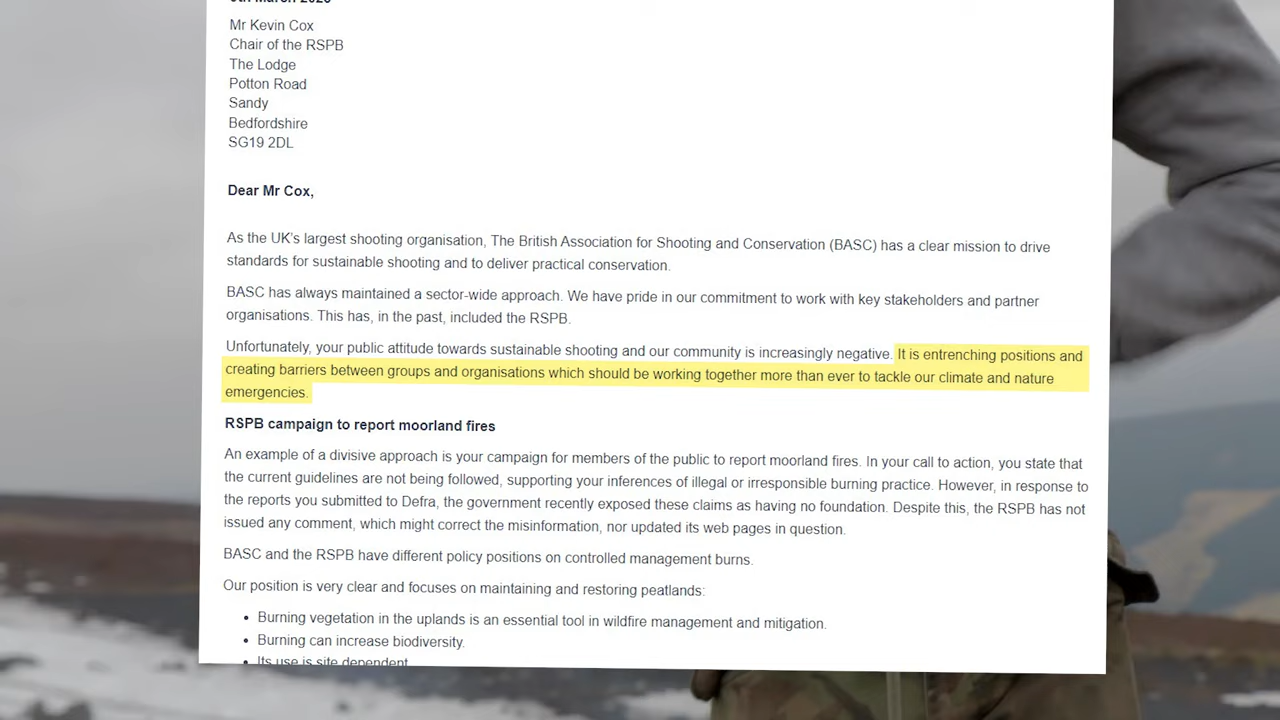 Mr Kevin Cox
Chair of the RSPB
The Lodge
Potton Road
Sandy
Bedfordshire
SG19 2DL
Dear Mr Cox,
As the UK's largest shooting organisation, The British Association for Shooting and Conservation (BASC) has a clear mission to drive
standards for sustainable shooting and to deliver practical conservation.
BASC has always maintained a sector-wide approach. We have pride in our commitment to work with key stakeholders and partner
organisations. This has, in the past, included the RSPB.
Unfortunately, your public attitude towards sustainable shooting and our community is increasingly negative. It is entrenching positions and
creating barriers between groups and organisations which should be working together more than ever to tackle our climate and nature
emergencies.
RSPB campaign to report moorland fires
An example of a divisive approach is your campaign for members of the public to report moorland fires. In your call to action, you state that
the current guidelines are not being followed, supporting your inferences of illegal or irresponsible burning practice. However, in response to
the reports you submitted to Defra, the government recently exposed these claims as having no foundation. Despite this, the RSPB has not
issued any comment, which might correct the misinformation, nor updated its web pages in question.
BASC and the RSPB have different policy positions on controlled management burns.
Our position is very clear and focuses on maintaining and restoring peatlands:
• Burning vegetation in the uplands is an essential tool in wildfire management and mitigation.
• Burning can increase biodiversity.
• Its use is site dependent